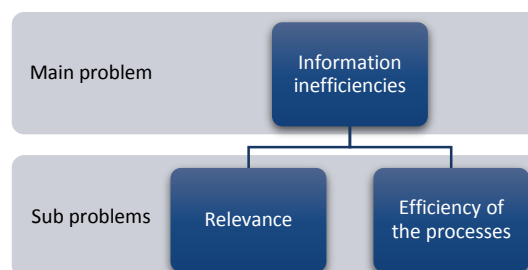 Main problem
Information
inefficiencies
Sub problems
Relevance
Efficiency of
the processes